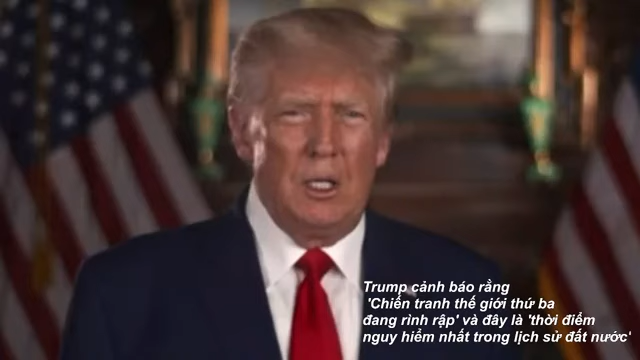 Trump cảnh báo rằng
'Chiến tranh thế giới thứ ba
đang rình rập' và đây là 'thời điểm
nguy hiểm nhất trong lịch sử đất nước'